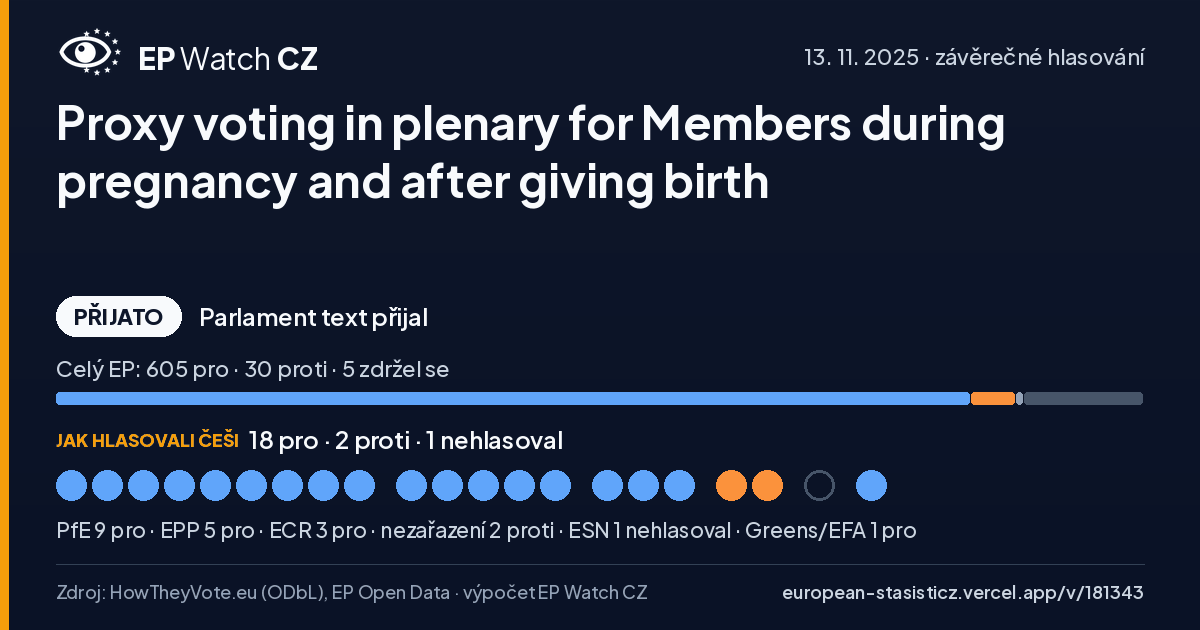 EP Watch CZ
13. 11. 2025 · závěrečné hlasování
Proxy voting in plenary for Members during
pregnancy and after giving birth
PŘIJATO Parlament text přijal
Celý EP: 605 pro · 30 proti · 5 zdržel se
JAK HLASOVALI ČEŠI 18 pro · 2 proti · 1 nehlasoval
PfE 9 pro · EPP 5 pro · ECR 3 pro · nezařazení 2 proti · ESN 1 nehlasoval · Greens/EFA 1 pro
Zdroj: HowTheyVote.eu (ODbL), EP Open Data · výpočet EP Watch CZ
european-stasisticz.vercel.app/v/181343